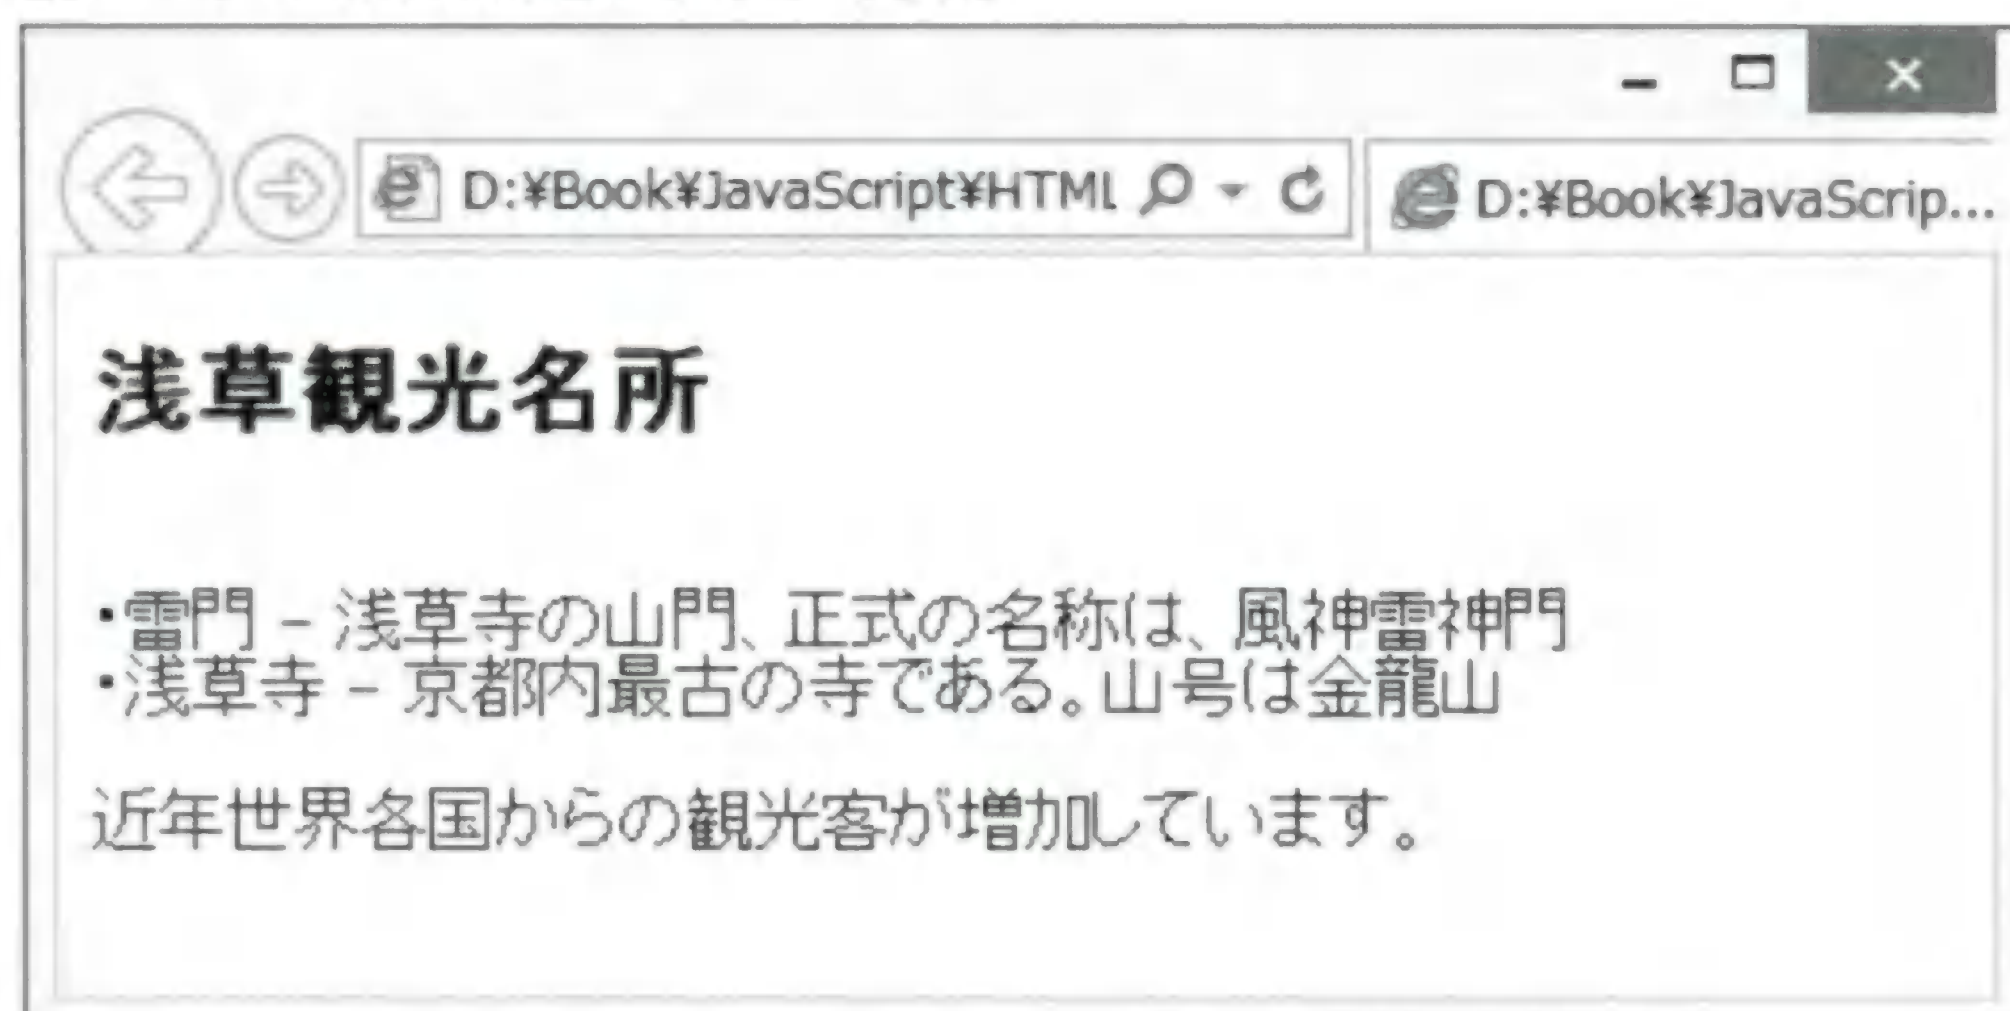 D:¥Book¥JavaScript¥HTML
D:¥Book¥JavaScrip...
浅草観光名所
・雷門 - 浅草寺の山門、正式の名称は、風神雷神門
・浅草寺 - 京都内最古の寺である。山号は金龍山
近年世界各国からの観光客が増加しています。